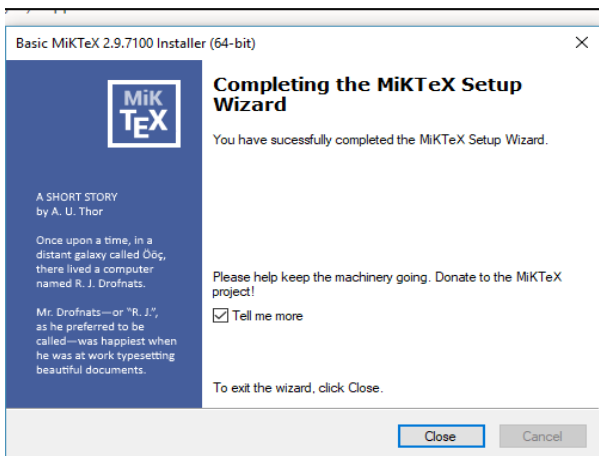 Basic MiKTeX 2.9.7100 Installer (64-bit)
MiK
TEX
Completing the MiKTeX Setup
Wizard
You have sucessfully completed the MiKTeX Setup Wizard.
A SHORT STORY
by A. U. Thor
Once upon a time, in a
distant galaxy called Ööç,
there lived a computer
named R. J. Drofnats.
Mr. Drofnats—or “R. J.”,
as he preferred to be
called—was happiest when
he was at work typesetting
beautiful documents.
Please help keep the machinery going. Donate to the MiKTeX
project!
Tell me more
To exit the wizard, click Close.
Close
Cancel